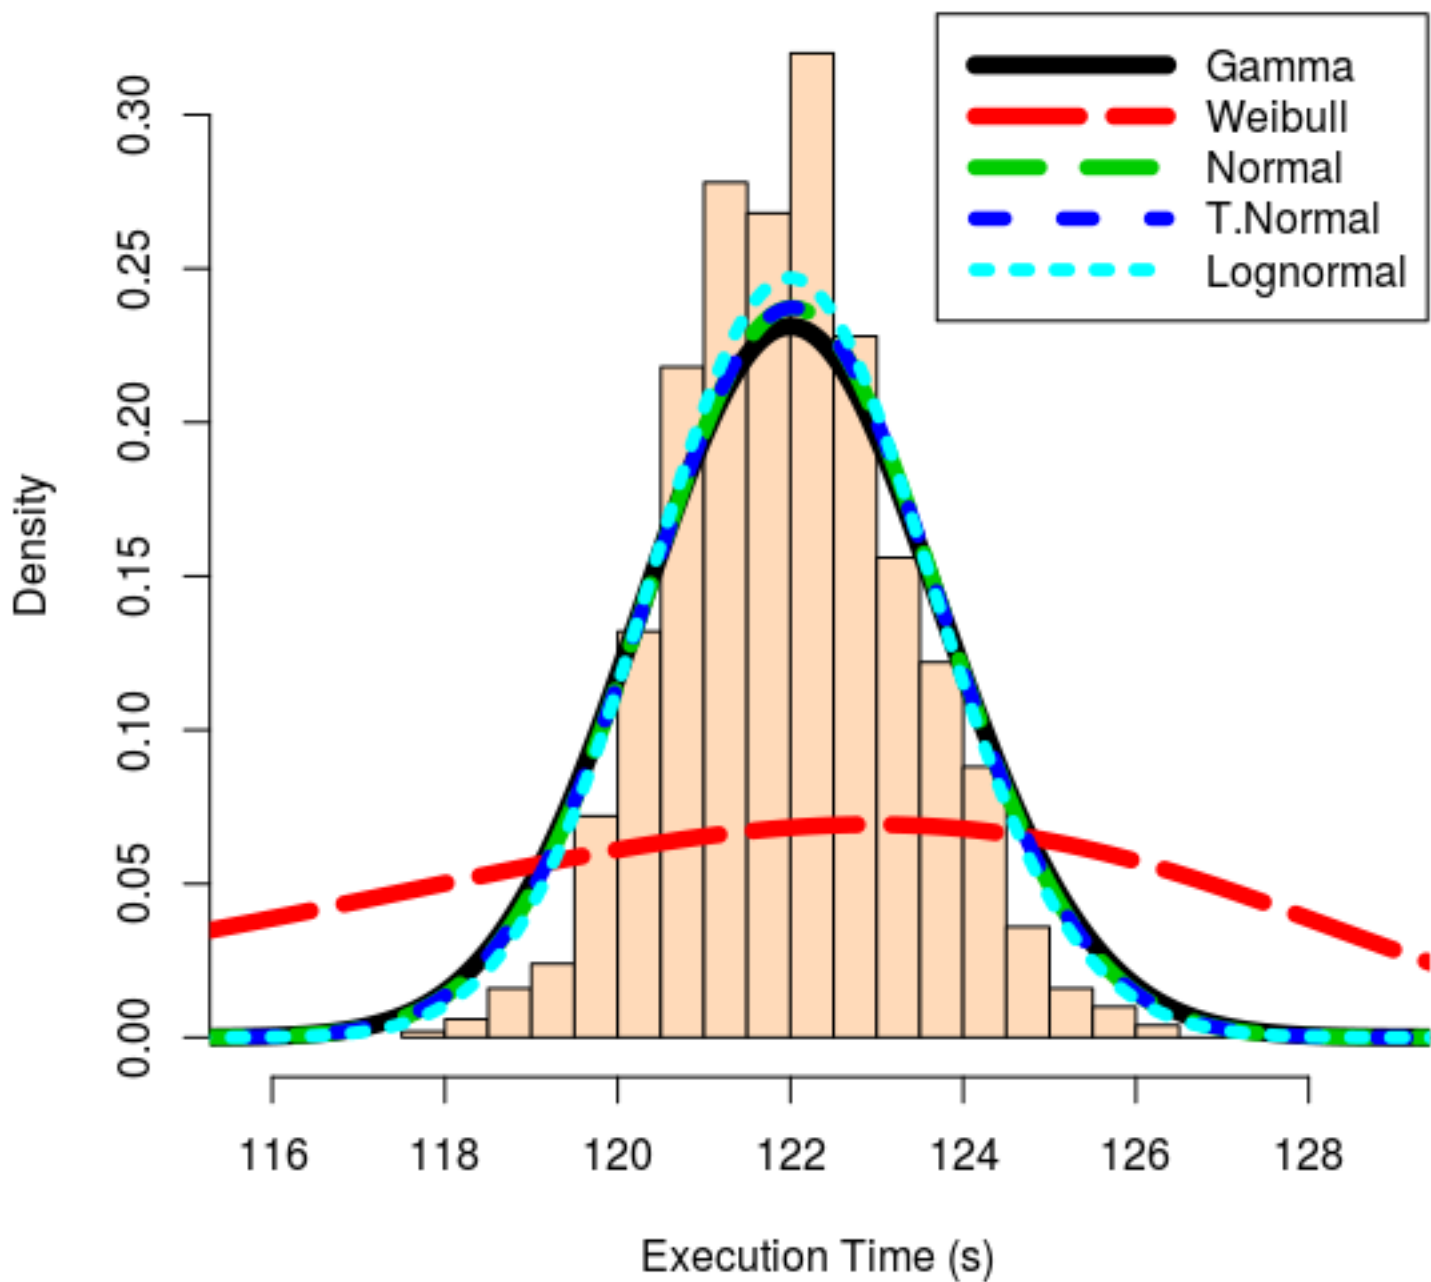 Gamma
Weibull
Normal
T.Normal
Lognormal
Density
0.30
0.25
0.20
0.15
0.10
0.05
0.00
116 118 120 122 124 126 128
Execution Time (s)